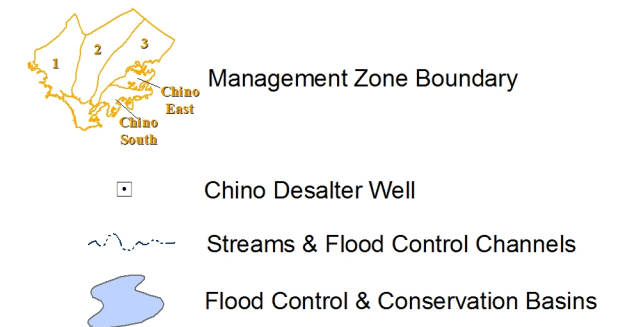 1
2
3
Chino
East
Chino
South
Management Zone Boundary
Chino Desalter Well
Streams & Flood Control Channels
Flood Control & Conservation Basins